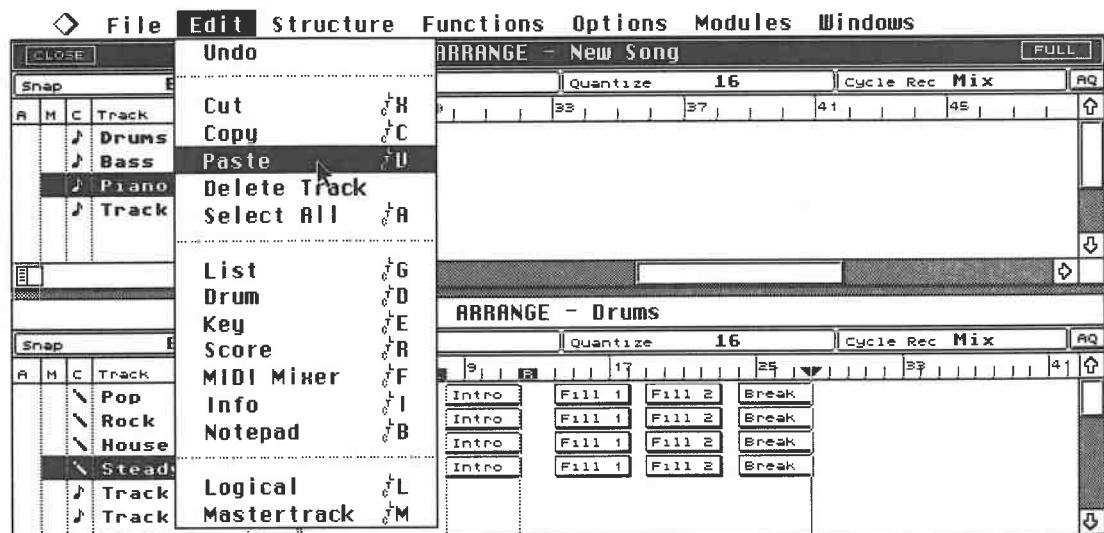 File Edit Structure Functions Options Modules Windows
CLOSE ARRANGE - New Song FULL
Snap Quantize 16 Cycle Rec Mix AQ
A M C Track 33 37 41 45
Drums
Bass
Piano
Track
Undo
Cut X
Copy C
Paste V
Delete Track
Select All A
List G
Drum D
Key E
Score R
MIDI Mixer F
Info I
Notepad B
Logical L
Mastertrack M
ARRANGE - Drums
Snap Quantize 16 Cycle Rec Mix AQ
A M C Track 9 R 17 25 33 41
Pop Intro Fill 1 Fill 2 Break
Rock Intro Fill 1 Fill 2 Break
House Intro Fill 1 Fill 2 Break
Steady Intro Fill 1 Fill 2 Break
Track
Track